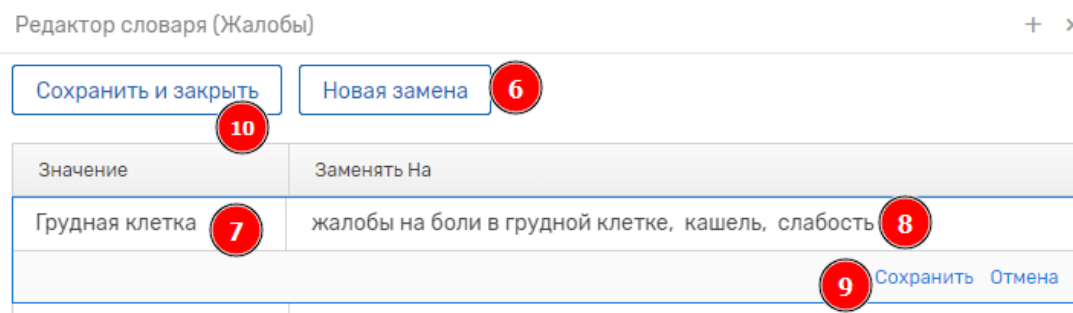 Редактор словаря (Жалобы)
Сохранить и закрыть Новая замена 6
10
Значение Заменять На
Грудная клетка 7 жалобы на боли в грудной клетке, кашель, слабость 8
9 Сохранить Отмена